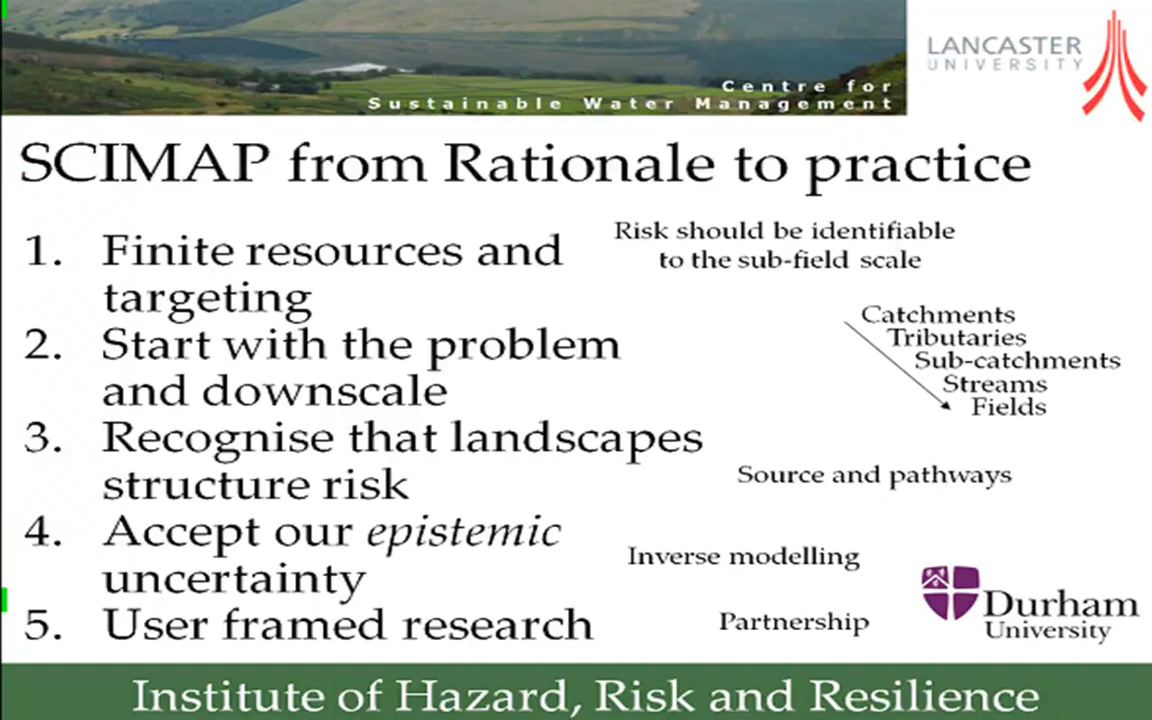 Centre for
Sustainable Water Management
LANCASTER
UNIVERSITY
SCIMAP from Rationale to practice
1. Finite resources and
targeting
Risk should be identifiable
to the sub-field scale
2. Start with the problem
and downscale
Catchments
Tributaries
Sub-catchments
Streams
Fields
3. Recognise that landscapes
structure risk
Source and pathways
4. Accept our epistemic
uncertainty
Inverse modelling
5. User framed research
Partnership
Durham
University
Institute of Hazard, Risk and Resilience